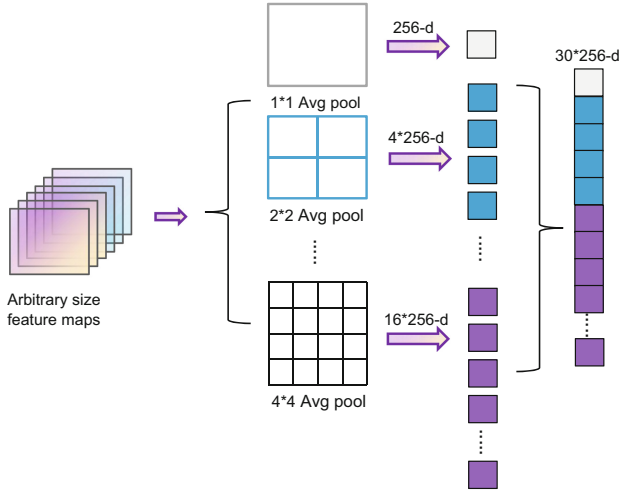 256-d
30*256-d
1*1 Avg pool
4*256-d
2*2 Avg pool
Arbitrary size
feature maps
16*256-d
4*4 Avg pool